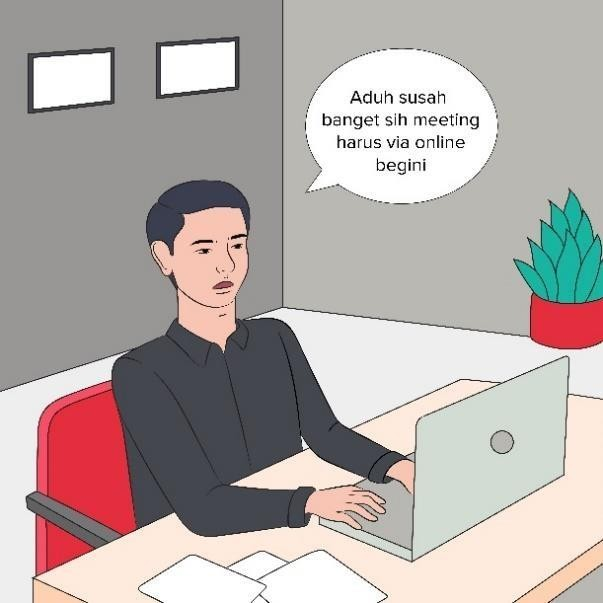 Aduh susah
banget sih meeting
harus via online
begini